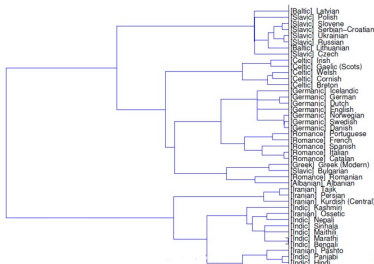 [Baltic] Latvian
[Slavic] Polish
[Slavic] Slovene
[Slavic] Serbian-Croatian
[Slavic] Ukrainian
[Slavic] Russian
[Baltic] Lithuanian
[Slavic] Czech
[Celtic] Irish
[Celtic] Gaelic (Scots)
[Celtic] Welsh
[Celtic] Cornish
[Celtic] Breton
[Germanic] Icelandic
[Germanic] German
[Germanic] Dutch
[Germanic] English
[Germanic] Norwegian
[Germanic] Swedish
[Germanic] Danish
[Romance] Portuguese
[Romance] French
[Romance] Spanish
[Romance] Italian
[Romance] Catalan
[Greek] Greek (Modern)
[Slavic] Bulgarian
[Romance] Romanian
[Albanian] Albanian
[Iranian] Tajik
[Iranian] Persian
[Iranian] Kurdish (Central)
[Indic] Kashmiri
[Iranian] Ossetic
[Indic] Nepali
[Indic] Sinhala
[Indic] Maithili
[Indic] Marathi
[Indic] Bengali
[Iranian] Pashto
[Indic] Panjabi
[Indic] Hindi